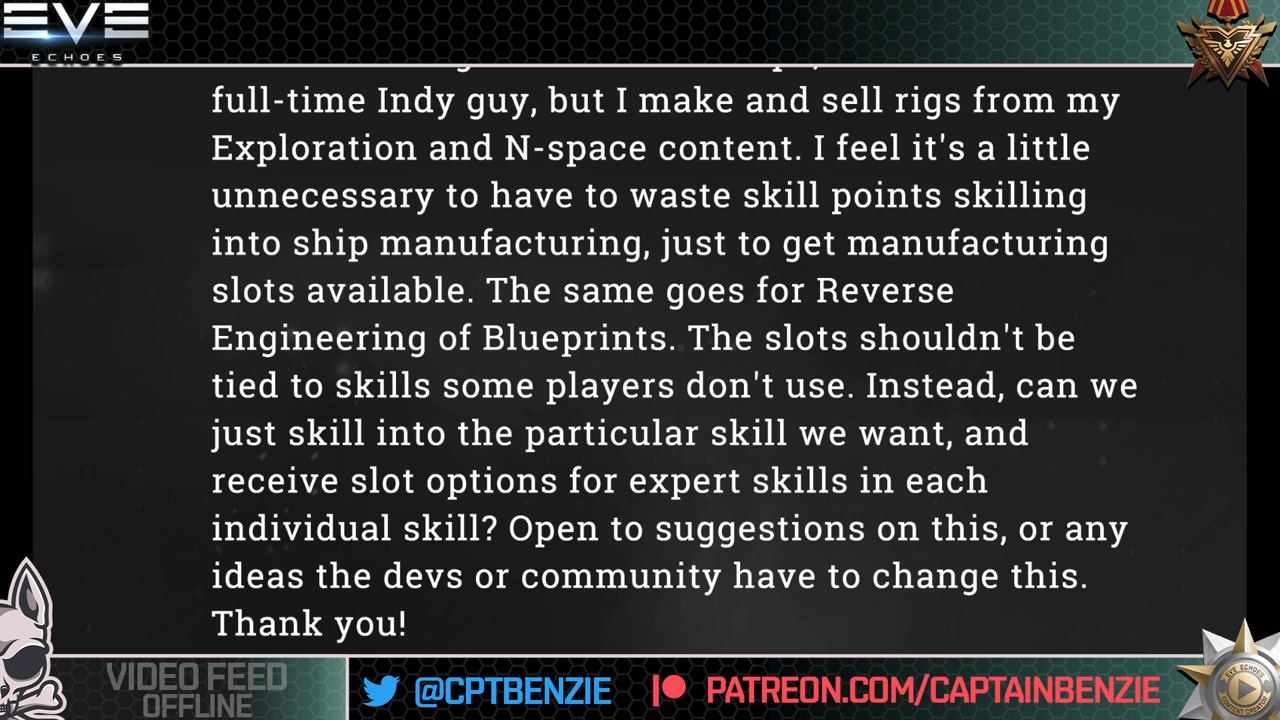 EVE
ECHOES
full-time Indy guy, but I make and sell rigs from my
Exploration and N-space content. I feel it's a little
unnecessary to have to waste skill points skilling
into ship manufacturing, just to get manufacturing
slots available. The same goes for Reverse
Engineering of Blueprints. The slots shouldn't be
tied to skills some players don't use. Instead, can we
just skill into the particular skill we want, and
receive slot options for expert skills in each
individual skill? Open to suggestions on this, or any
ideas the devs or community have to change this.
Thank you!
VIDEO FEED
OFFLINE
@CPTBENZIE
PATREON.COM/CAPTAINBENZIE
EVE ECHOES
CONTENT CREATOR